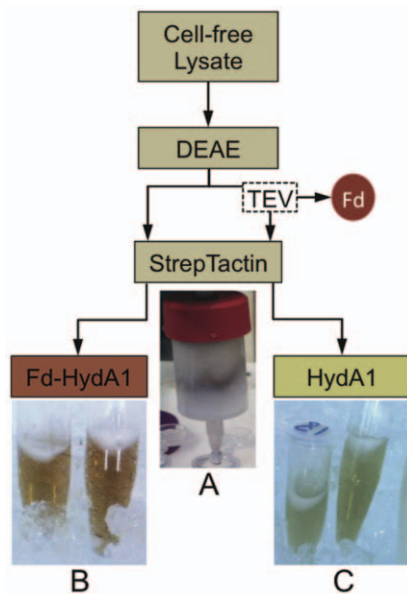 Cell-free
Lysate
DEAE
TEV
Fd
StrepTactin
Fd-HydA1
HydA1
A
B
C